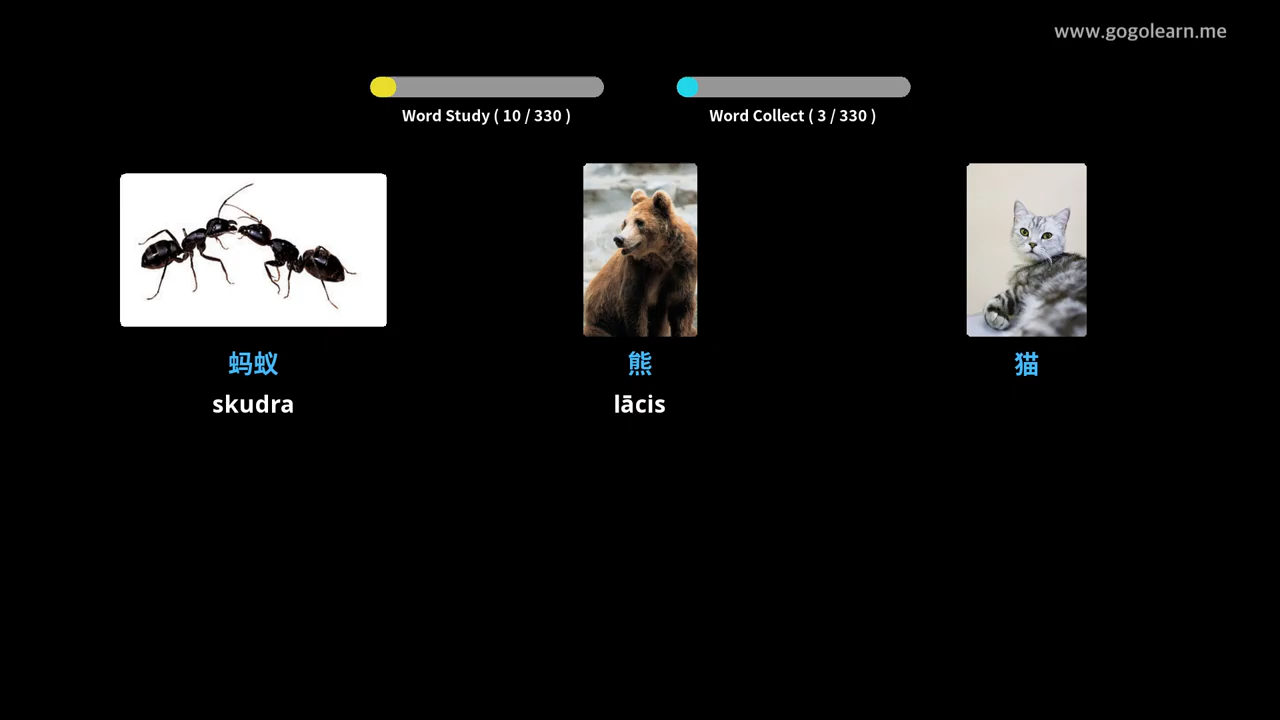 www.gogolearn.me
Word Study ( 10 / 330 )
Word Collect ( 3 / 330 )
蚂蚁
熊
猫
skudra
lācis